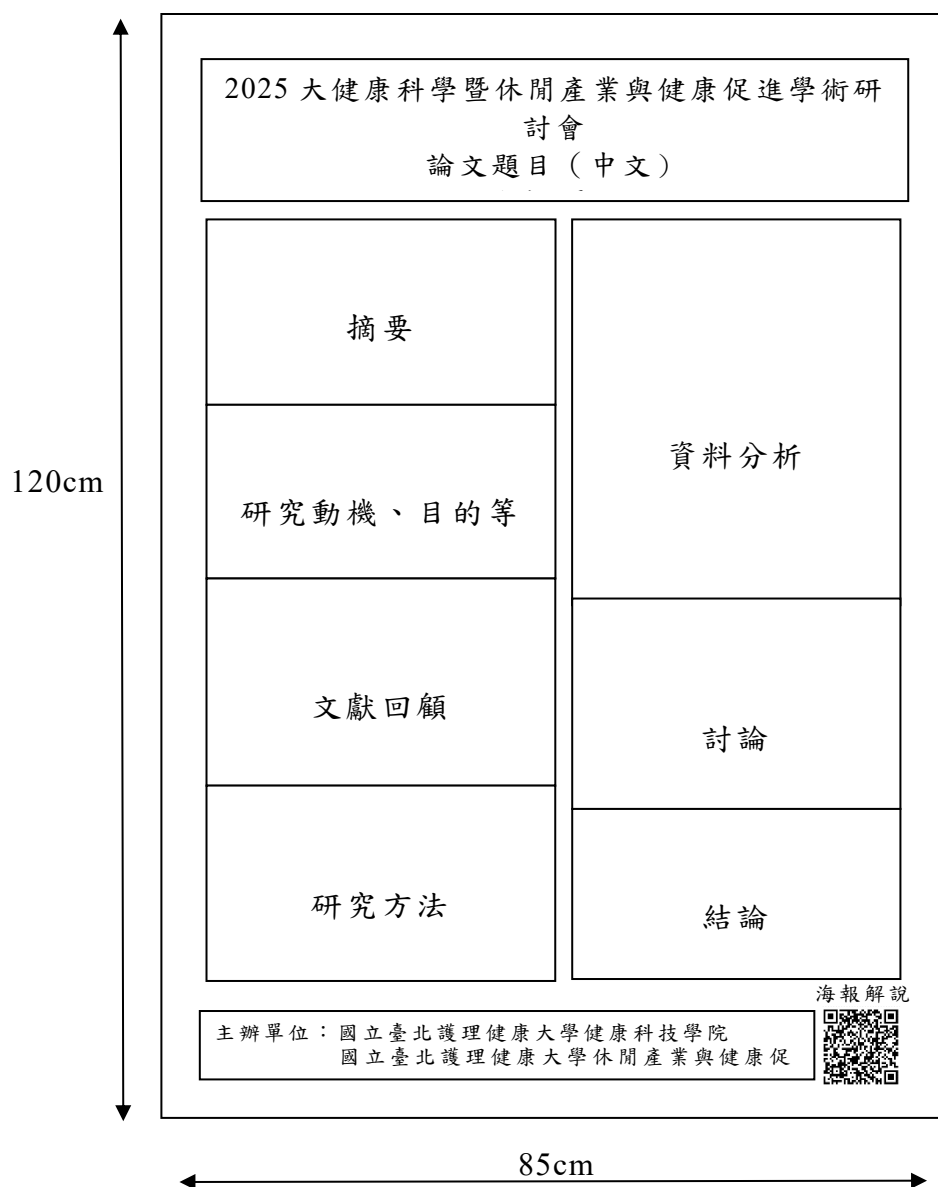 2025 大健康科學暨休閒產業與健康促進學術研
討會
論文題目（中文）
摘要
研究動機、目的等
文獻回顧
研究方法
資料分析
討論
結論
120cm
海報解說
主辦單位：國立臺北護理健康大學健康科技學院
國立臺北護理健康大學休閒產業與健康促
85cm